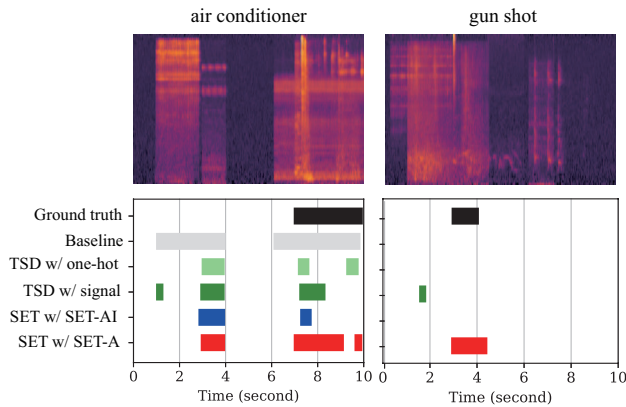 air conditioner gun shot
Ground truth
Baseline
TSD w/ one-hot
TSD w/ signal
SET w/ SET-AI
SET w/ SET-A
0 2 4 6 8 10 2 4 6 8 10
Time (second) Time (second)